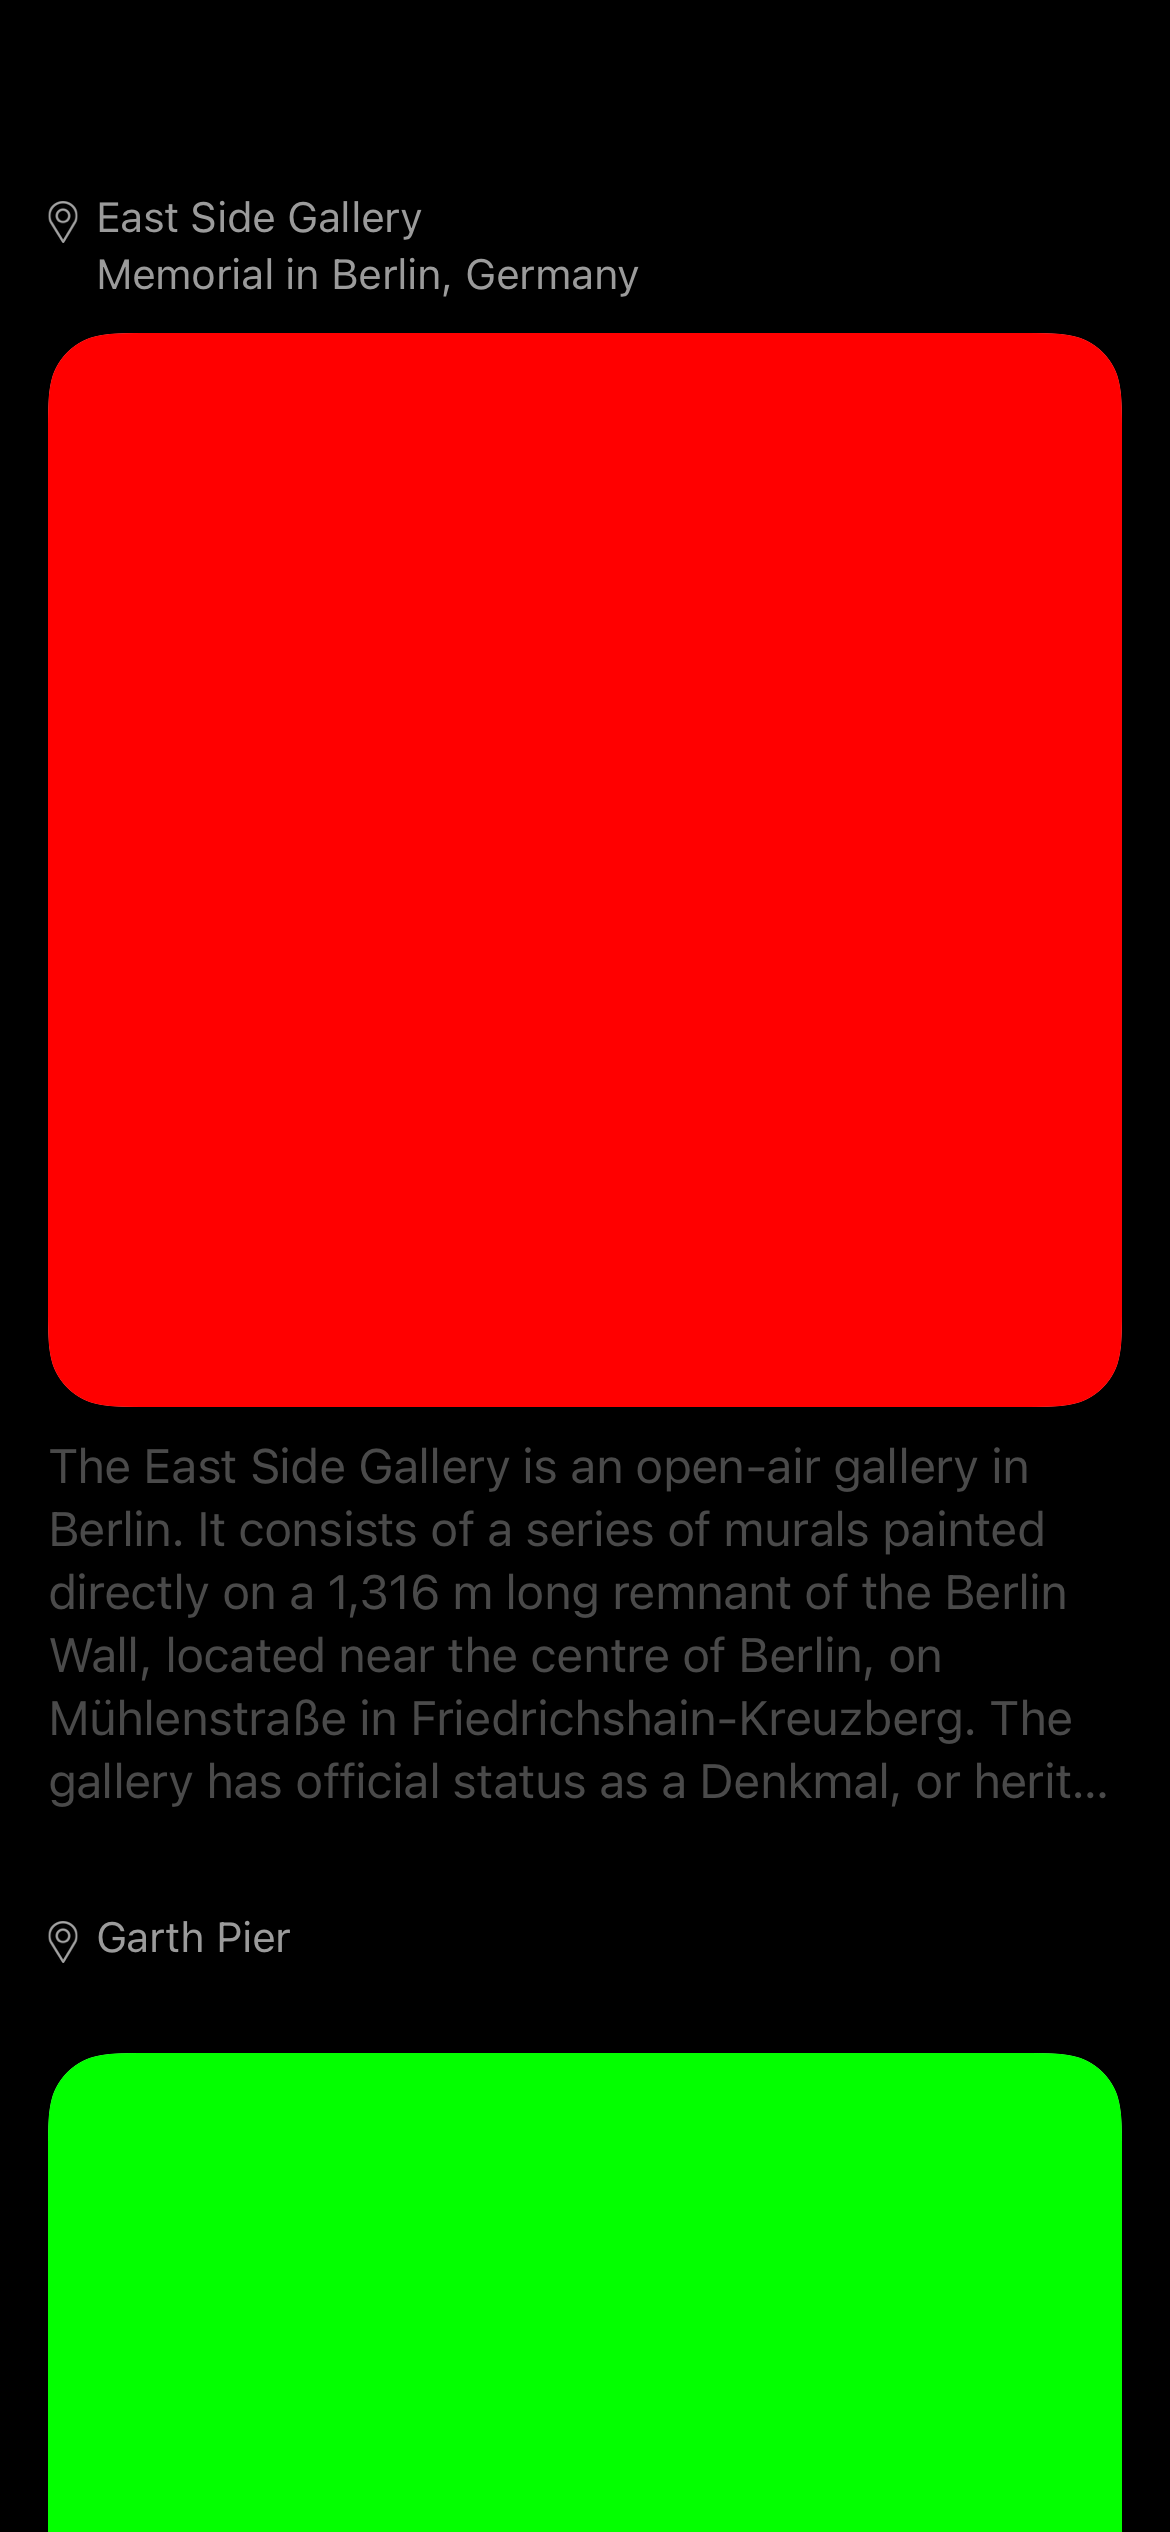 East Side Gallery
Memorial in Berlin, Germany
The East Side Gallery is an open-air gallery in
Berlin. It consists of a series of murals painted
directly on a 1,316 m long remnant of the Berlin
Wall, located near the centre of Berlin, on
Mühlenstraße in Friedrichshain-Kreuzberg. The
gallery has official status as a Denkmal, or herit...
Garth Pier